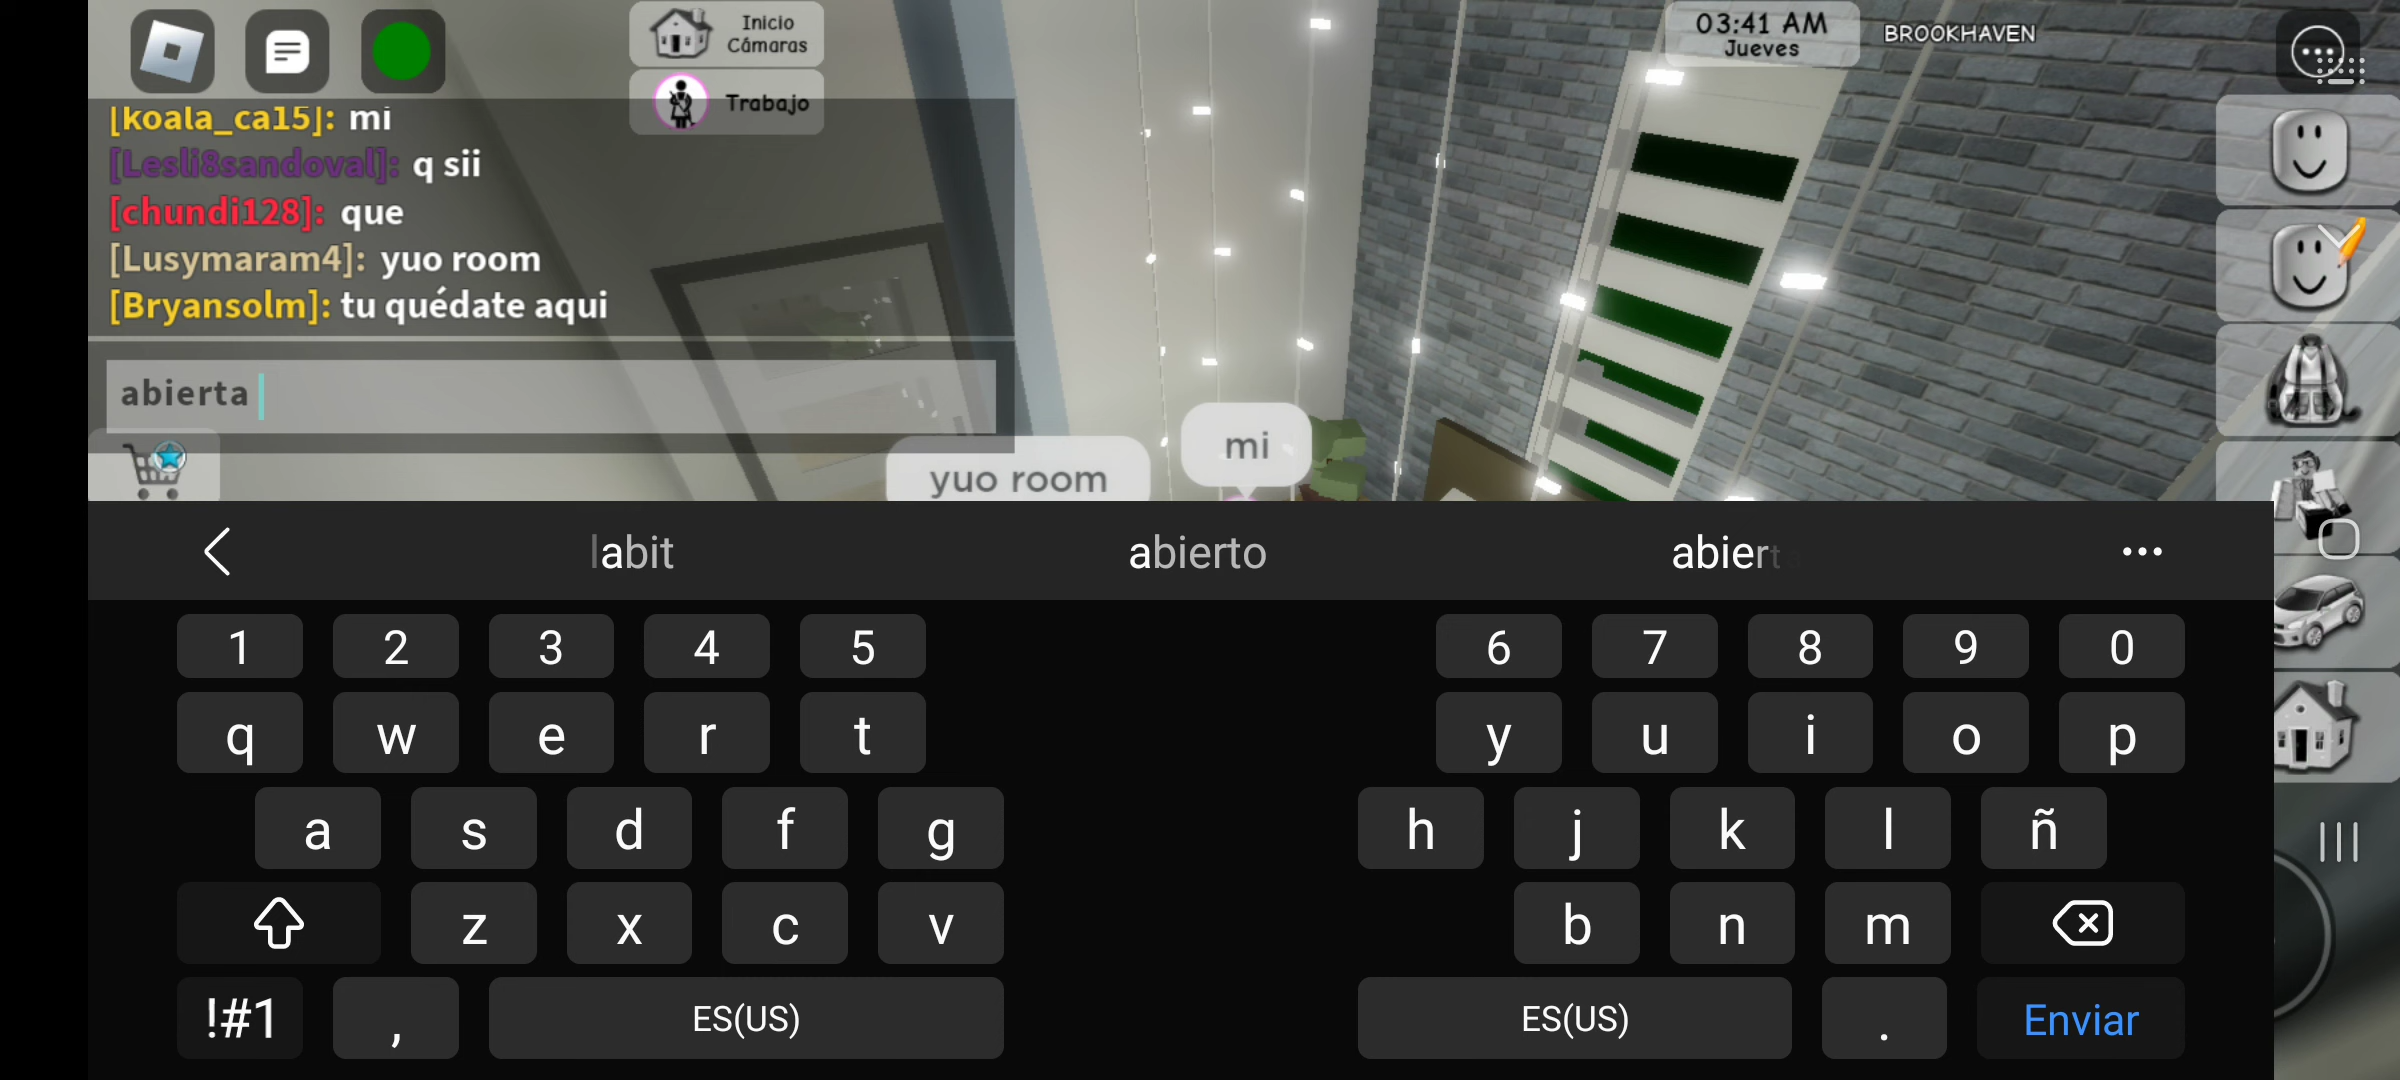 Inicio
Cámaras
Trabajo
03:41 AM
Jueves
BROOKHAVEN
[koala_ca15]: mi
[Lesli8sandoval]: q sii
[chundi128]: que
[Lusymaram4]: yuo room
[Bryansolm]: tu quédate aqui
abierta
yuo room
mi
labit abierto abierta
1 2 3 4 5 6 7 8 9 0
q w e r t y u i o p
a s d f g h j k l ñ
z x c v b n m
!#1 , ES(US) ES(US) . Enviar